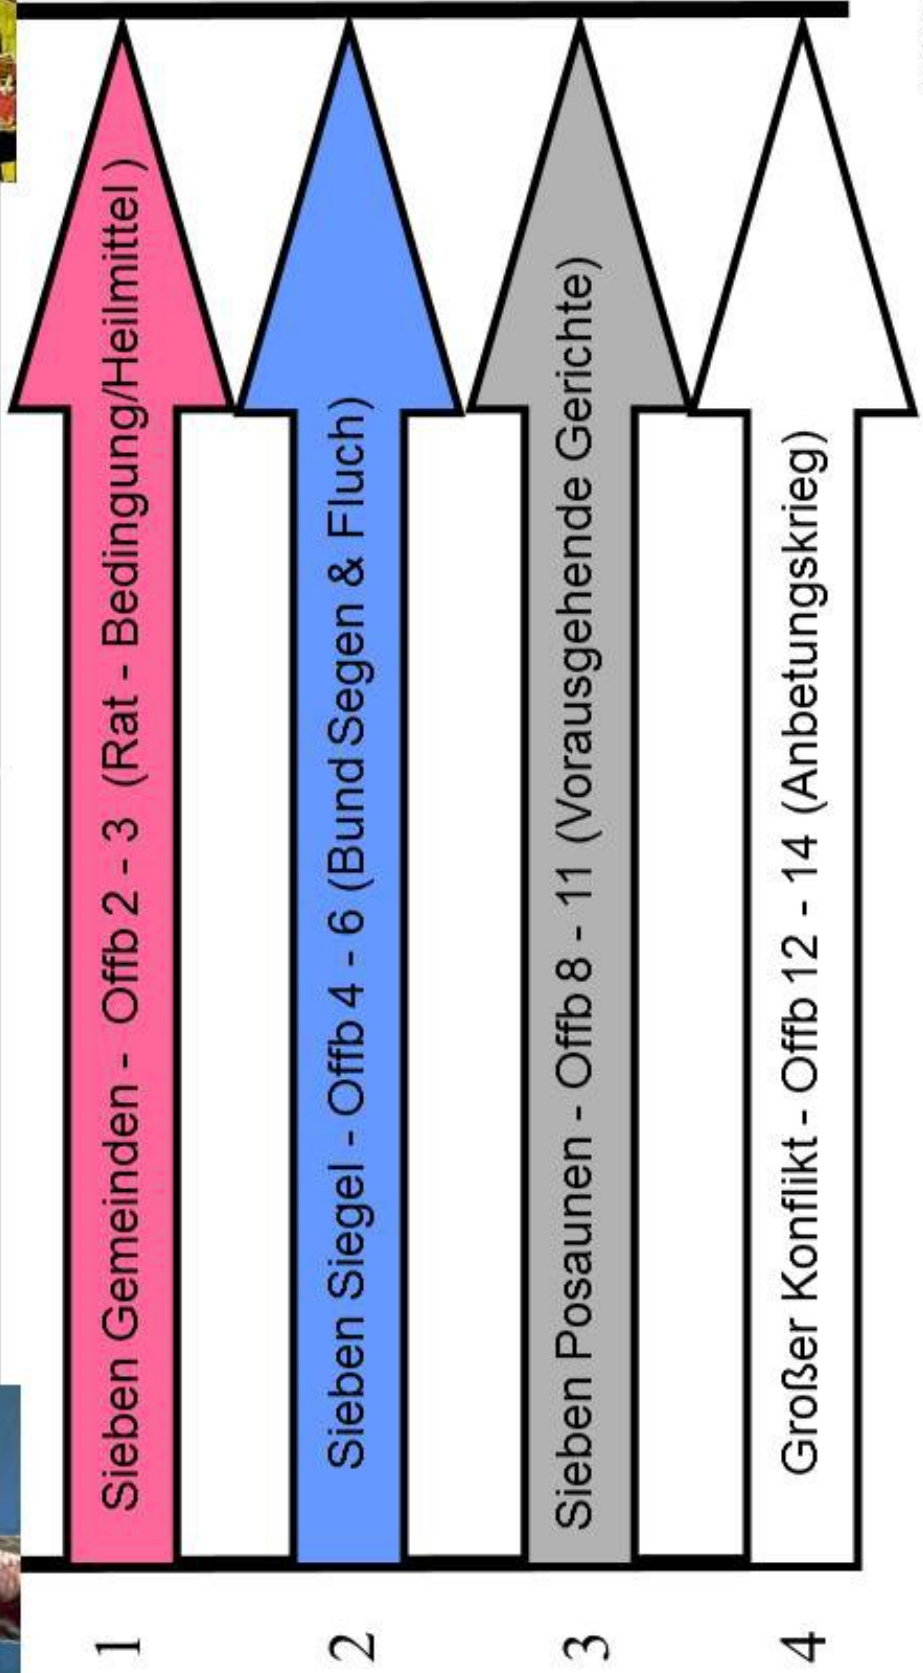 1 Sieben Gemeinden - Offb 2 - 3 (Rat - Bedingung/Heilmittel )
2 Sieben Siegel - Offb 4 - 6 (Bund Segen & Fluch)
3 Sieben Posaunen - Offb 8 - 11 (Vorausgehende Gerichte)
4 Großer Konflikt - Offb 12 - 14 (Anbetungskrieg)